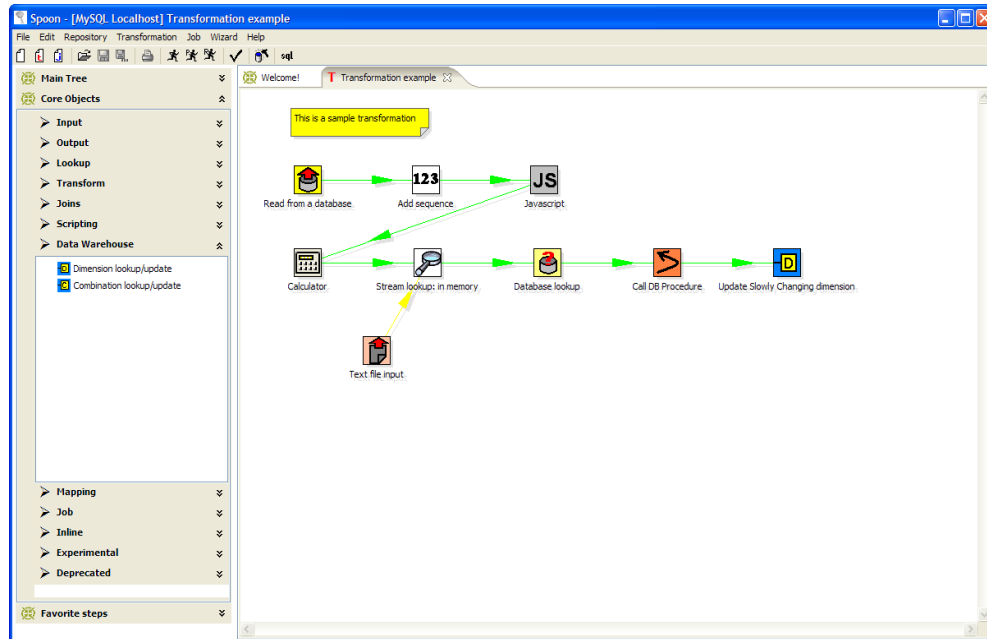 Spoon - [MySQL Localhost] Transformation example
File Edit Repository Transformation Job Wizard Help
sql
Main Tree
Welcome!
T Transformation example
Core Objects
Input
Output
Lookup
Transform
Joins
Scripting
Data Warehouse
Dimension lookup/update
Combination lookup/update
Mapping
Job
Inline
Experimental
Deprecated
Favorite steps
This is a sample transformation
123
JS
Read from a database
Add sequence
Javascript
D
Calculator
Stream lookup: in memory
Database lookup
Call DB Procedure
Update Slowly Changing dimension
Text file input